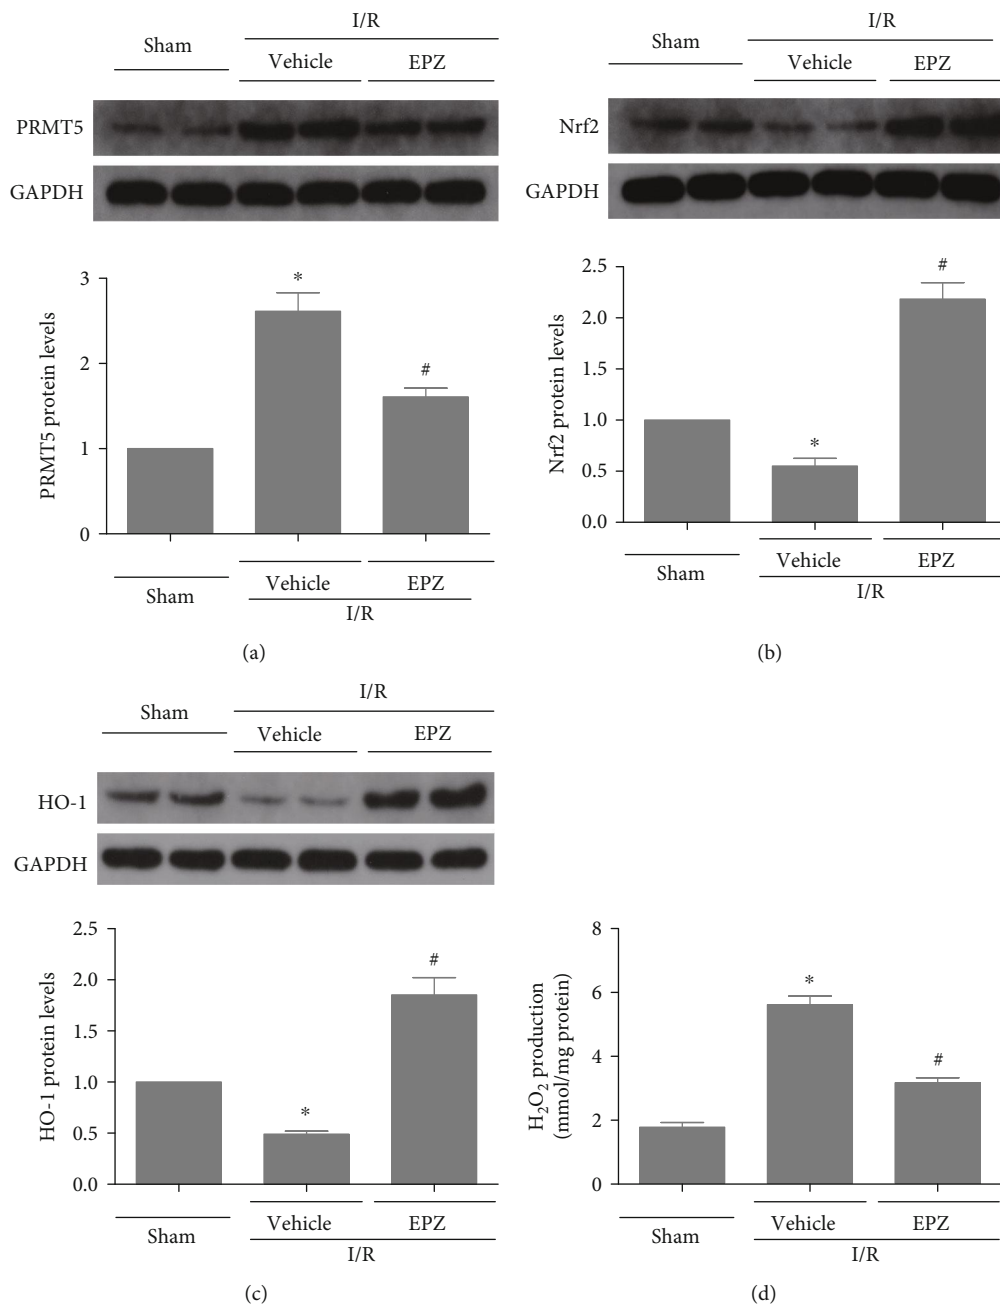 I/R
Sham
Vehicle
EPZ
PRMT5
GAPDH
PRMT5 protein levels
3
2
1
0
*
#
Sham
Vehicle
EPZ
I/R
(a)
I/R
Sham
Vehicle
EPZ
Nrf2
GAPDH
Nrf2 protein levels
2.5
2.0
1.5
1.0
0.5
0.0
*
#
Sham
Vehicle
EPZ
I/R
(b)
I/R
Sham
Vehicle
EPZ
HO-1
GAPDH
HO-1 protein levels
2.5
2.0
1.5
1.0
0.5
0.0
*
#
Sham
Vehicle
EPZ
I/R
(c)
H₂O₂ production
(mmol/mg protein)
8
6
4
2
0
*
#
Sham
Vehicle
EPZ
I/R
(d)